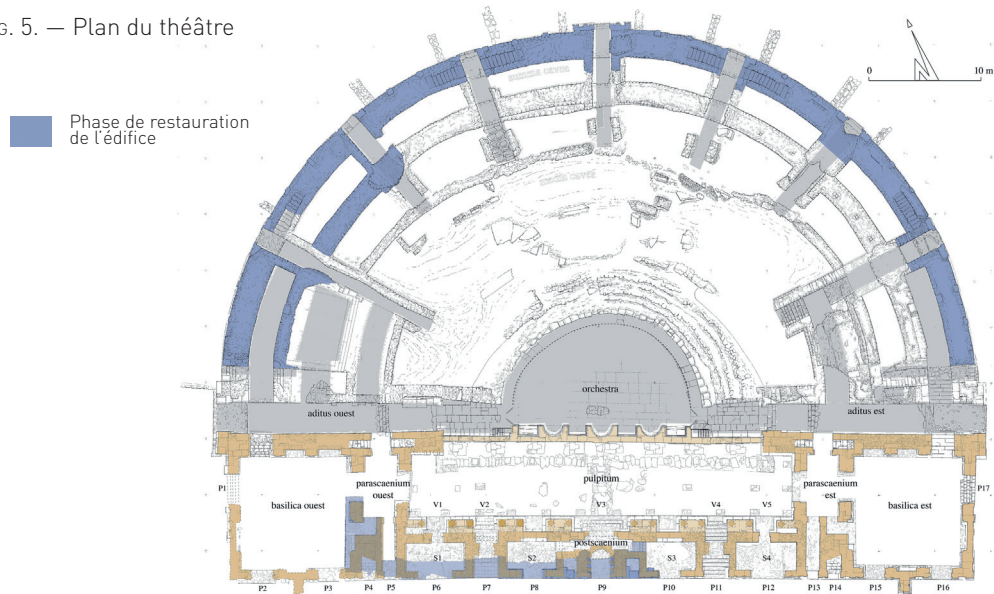 G. 5. — Plan du théâtre
Phase de restauration
de l'édifice
0
10 m
SUMMA CAVEA
orchestra
aditus ouest
aditus est
P1
basilica ouest
parascaenium
ouest
pulpitum
V1
V2
V3
V4
V5
parascaenium
est
basilica est
P17
postscaenium
S1
S2
S3
S4
P2
P3
P4
P5
P6
P7
P8
P9
P10
P11
P12
P13
P14
P15
P16